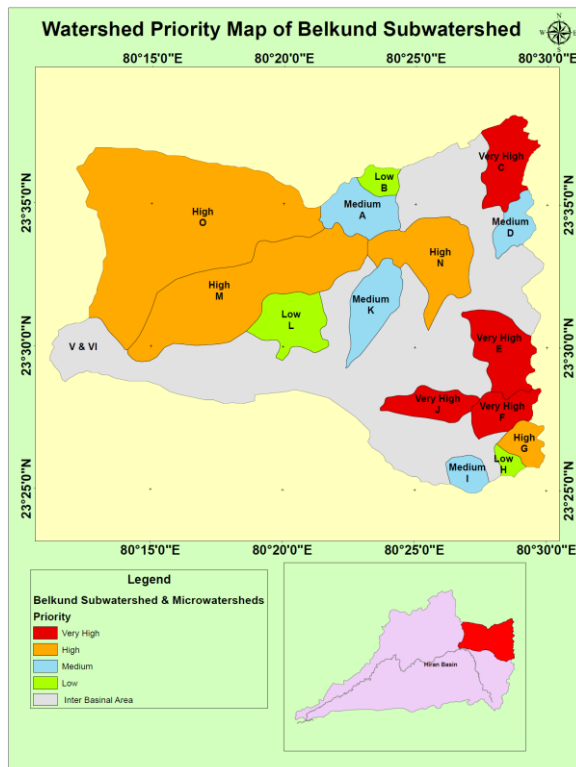 Watershed Priority Map of Belkund Subwatershed
N
W
E
S
80°15'0"E 80°20'0"E 80°25'0"E 80°30'0"E
23°35'0"N
23°30'0"N
23°25'0"N
Low
B
Very High
C
Medium
A
High
O
Medium
D
High
N
High
M
Medium
K
Low
L
V & VI
Very High
E
Very High
J
Very High
F
High
G
Low
H
Medium
I
23°35'0"N
23°30'0"N
23°25'0"N
80°15'0"E 80°20'0"E 80°25'0"E 80°30'0"E
Legend
Belkund Subwatershed & Microwatersheds
Priority
Very High
High
Medium
Low
Inter Basinal Area
Hiran Basin